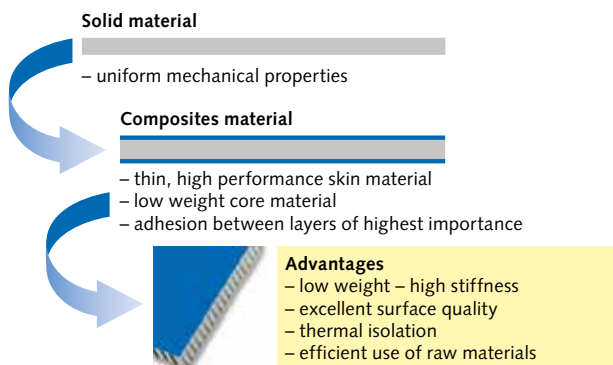 Solid material
– uniform mechanical properties
Composites material
– thin, high performance skin material
– low weight core material
– adhesion between layers of highest importance
Advantages
– low weight – high stiffness
– excellent surface quality
– thermal isolation
– efficient use of raw materials